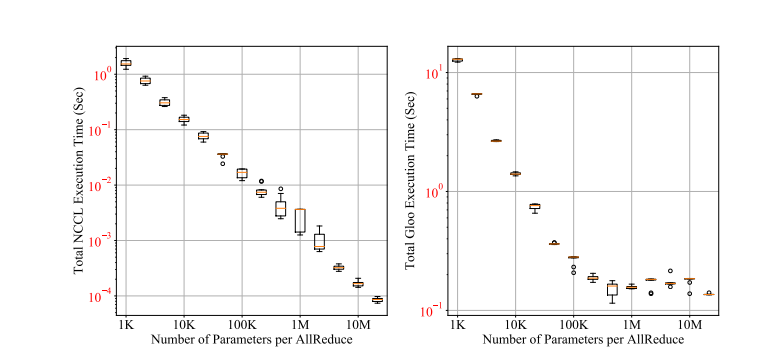 Total NCCL Execution Time (Sec)
10^0
10^-1
10^-2
10^-3
10^-4
1K 10K 100K 1M 10M
Number of Parameters per AllReduce
Total Gloo Execution Time (Sec)
10^1
10^0
10^-1
1K 10K 100K 1M 10M
Number of Parameters per AllReduce